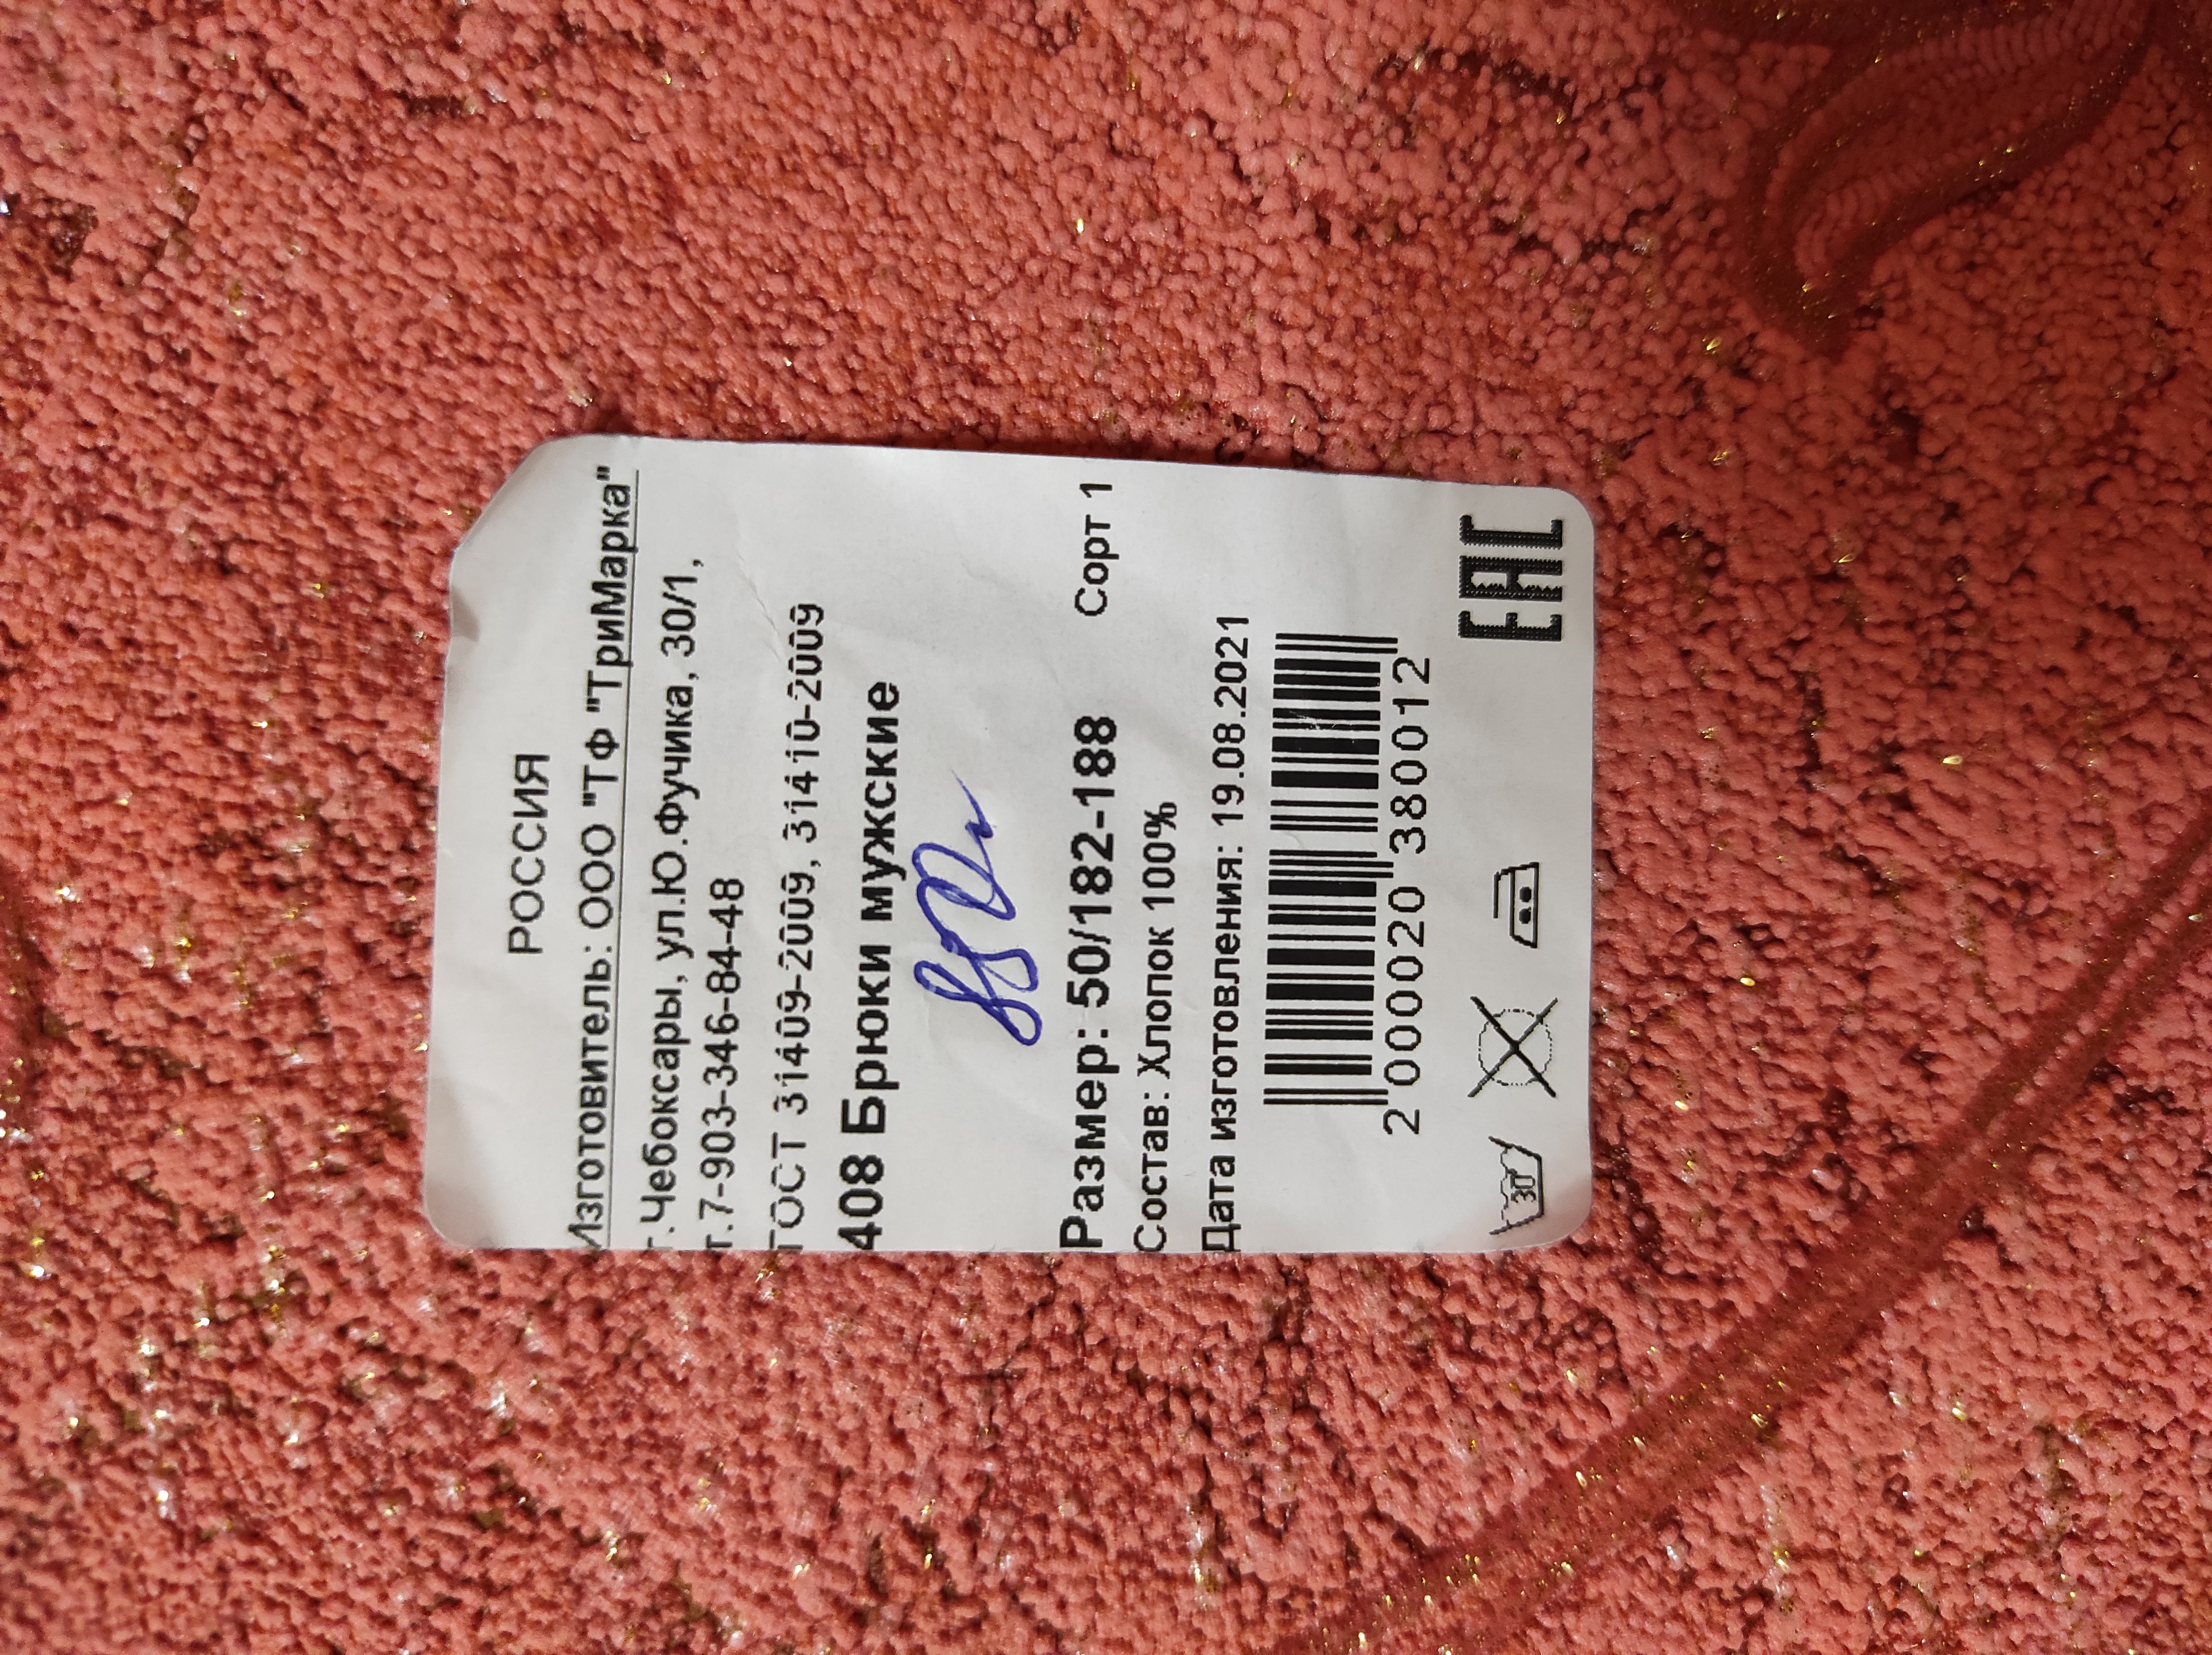 РОССИЯ
Изготовитель: ООО "Тф "ТриМарка"
г.Чебоксары, ул.Ю.Фучика, 30/1,
т.7-903-346-84-48
ГОСТ 31409-2009, 31410-2009
408 Брюки мужские
Размер: 50/182-188 Сорт 1
Состав: Хлопок 100%
Дата изготовления: 19.08.2021
2 000020 380012
30 EAC